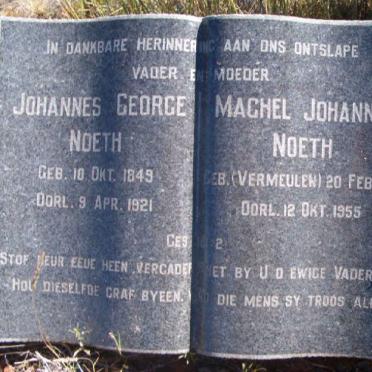 IN DANKBARE HERINNERING AAN ONS ONTSLAPE
VADER EN MOEDER
JOHANNES GEORGE
NOETH
GEB. 10 OKT. 1849
OORL. 9 APR. 1921
MACHEL JOHANN
NOETH
GEB. (VERMEULEN) 20 FEB
OORL. 12 OKT. 1955
GES. 2
STOF DEUR EEUE HEEN, VERGADER MET BY U O EWIGE VADER
HOU DIESELFDE GRAF BYEEN. DIE MENS SY TROOS AL